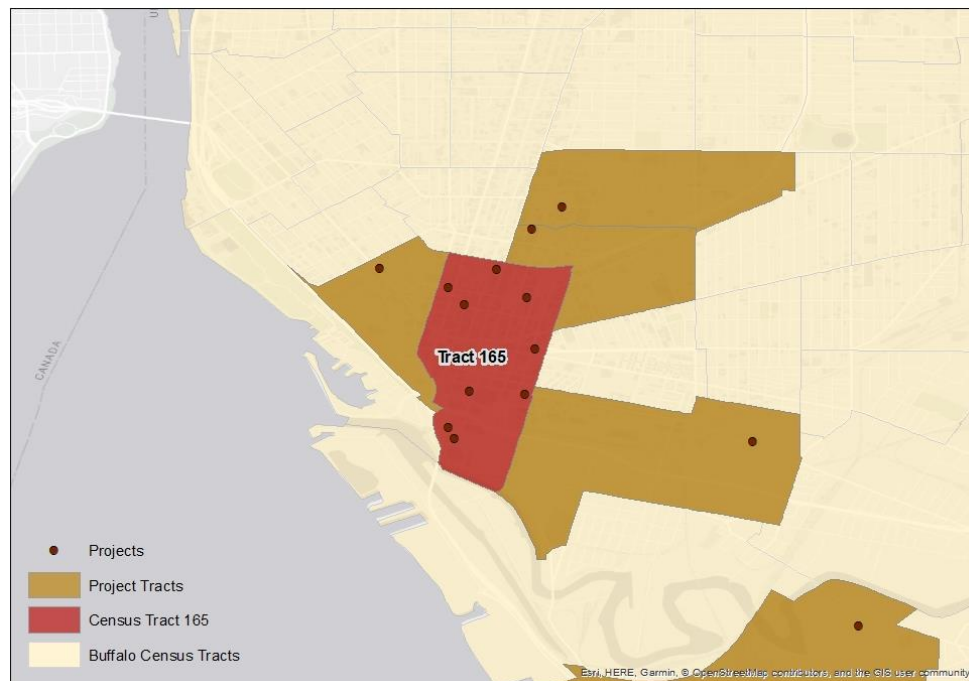 CANADA
Tract 165
Projects
Project Tracts
Census Tract 165
Buffalo Census Tracts
Esri, HERE, Garmin, © OpenStreetMap contributors, and the GIS user community